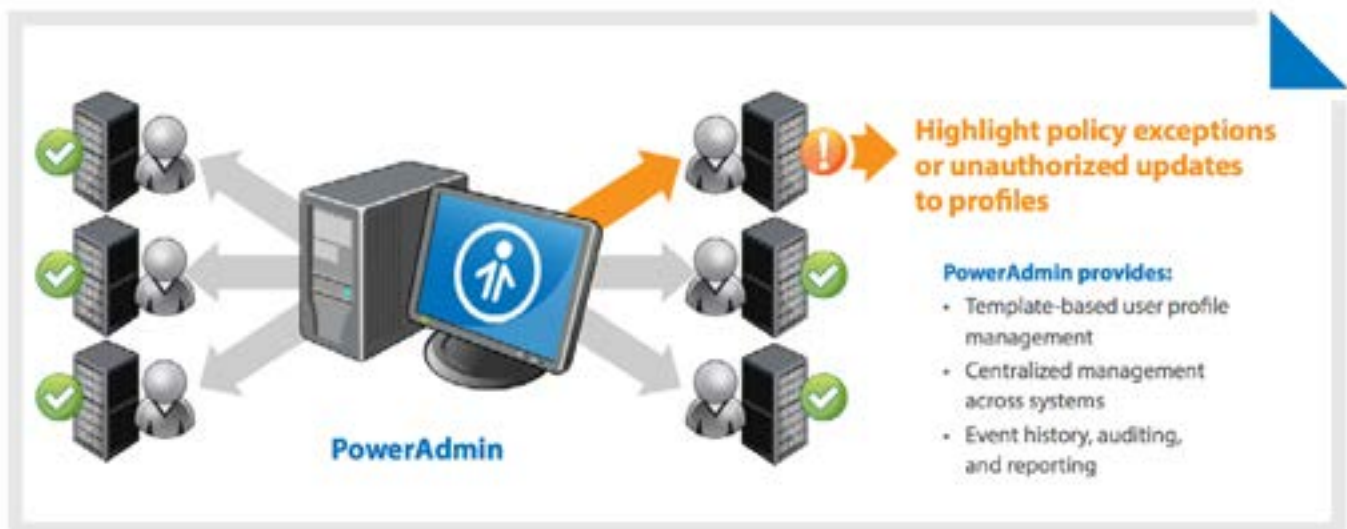 Highlight policy exceptions
or unauthorized updates
to profiles
PowerAdmin provides:
• Template-based user profile
management
• Centralized management
across systems
• Event history, auditing,
and reporting
PowerAdmin